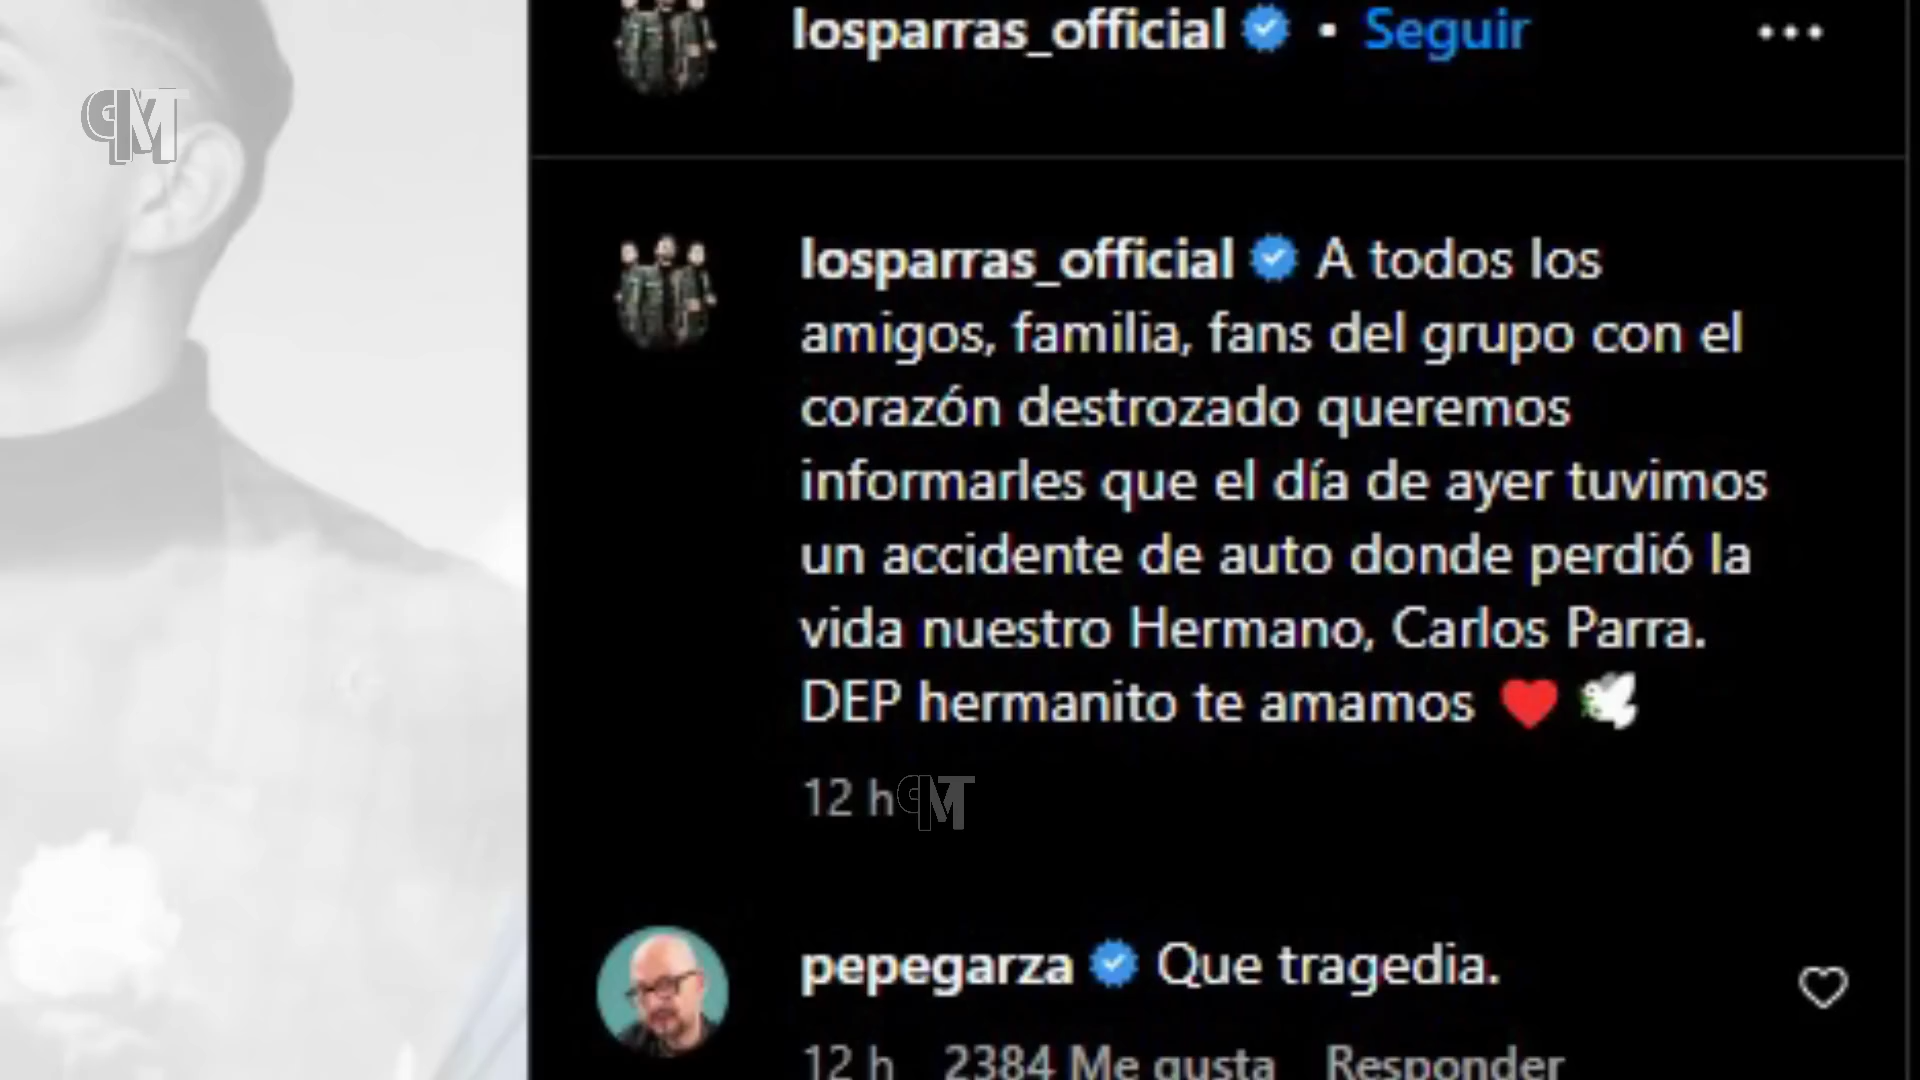 losparras_official • Seguir
losparras_official A todos los
amigos, familia, fans del grupo con el
corazón destrozado queremos
informarles que el día de ayer tuvimos
un accidente de auto donde perdió la
vida nuestro Hermano, Carlos Parra.
DEP hermanito te amamos ❤️ 🕊️
12 h
pepegarza Que tragedia.
12 h 2384 Me gusta Responder